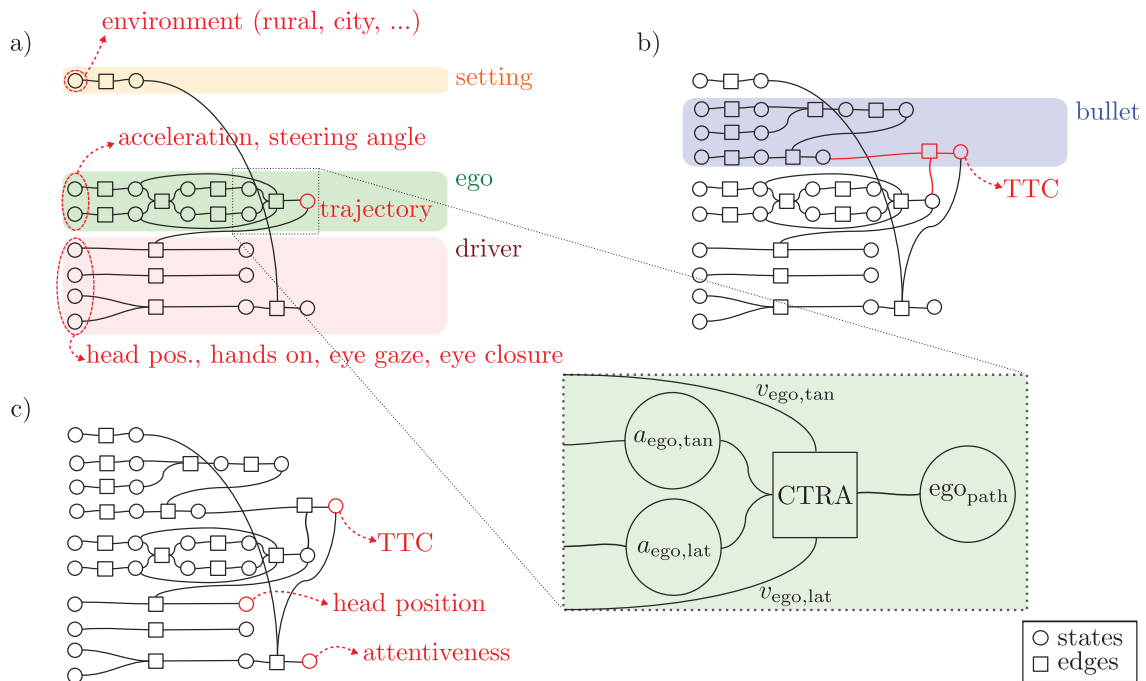 environment (rural, city, ...)
a)
b)
setting
bullet
acceleration, steering angle
ego
TTC
trajectory
driver
head pos., hands on, eye gaze, eye closure
c)
v_ego,tan
a_ego,tan
CTRA
ego_path
TTC
a_ego,lat
v_ego,lat
head position
attentiveness
states
edges